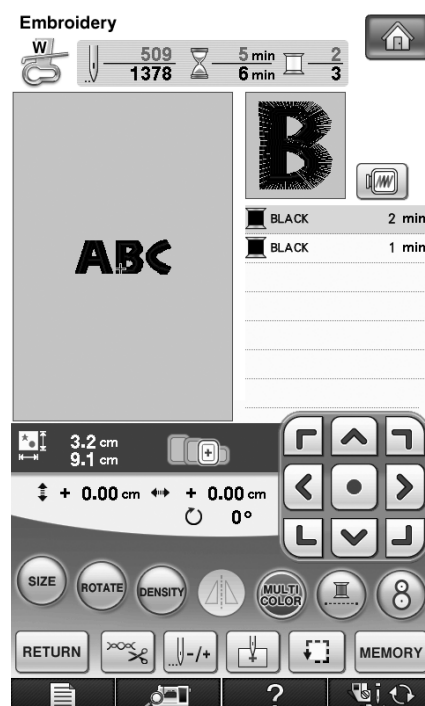 Embroidery
W
509 5 min 2
1378 6 min 3
B
BLACK 2 min
BLACK 1 min
ABC
3.2 cm
9.1 cm
+ 0.00 cm + 0.00 cm
0°
SIZE ROTATE DENSITY MULTI COLOR 8
RETURN -/+ MEMORY
? i